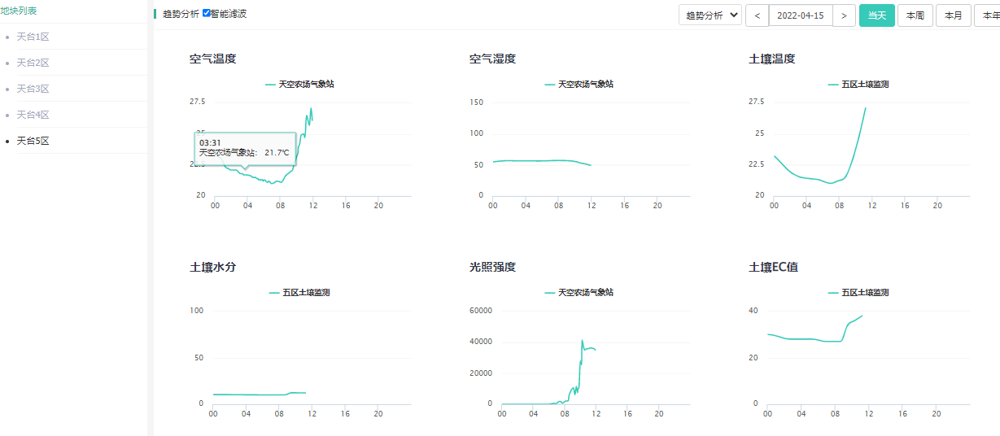 地块列表
天台1区
天台2区
天台3区
天台4区
天台5区
趋势分析 智能滤波
趋势分析 < 2022-04-15 > 当天 本周 本月 本年
空气温度
天空农场气象站
27.5
25
22.5
20
00 04 08 12 16 20
03:31
天空农场气象站: 21.7℃
空气湿度
天空农场气象站
150
100
50
0
00 04 08 12 16 20
土壤温度
五区土壤监测
27.5
25
22.5
20
00 04 08 12 16 20
土壤水分
五区土壤监测
100
50
0
00 04 08 12 16 20
光照强度
天空农场气象站
60000
40000
20000
0
00 04 08 12 16 20
土壤EC值
五区土壤监测
40
20
0
00 04 08 12 16 20